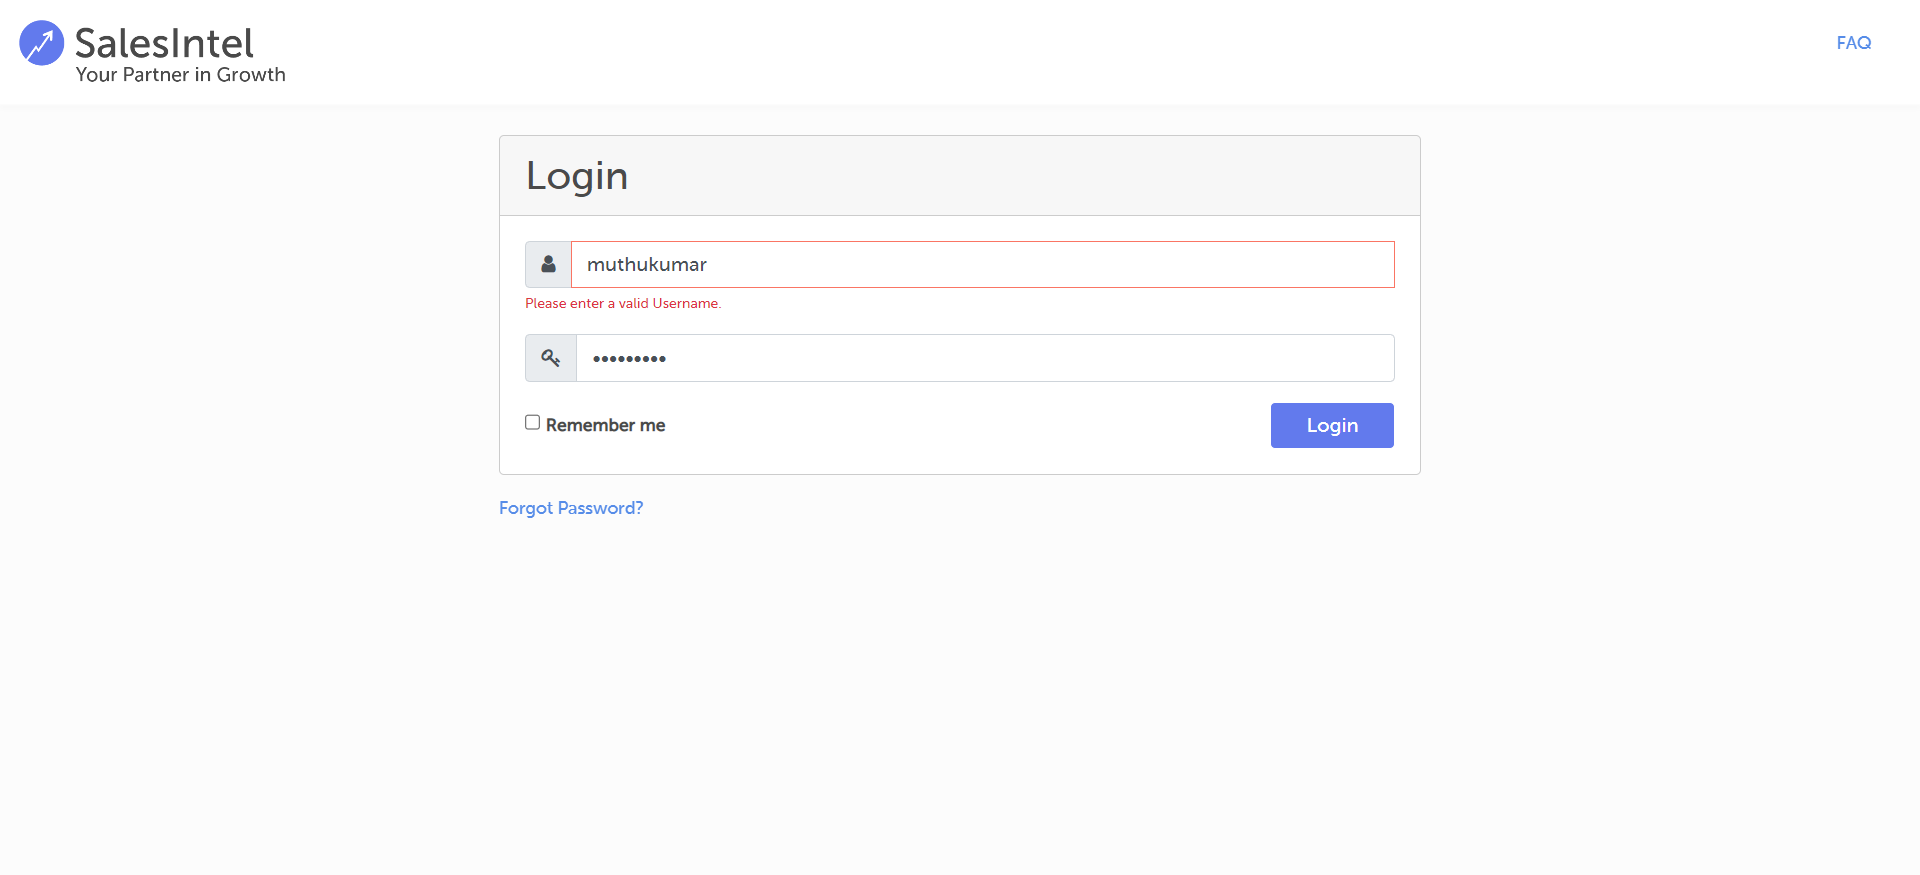 SalesIntel
Your Partner in Growth
FAQ
Login
muthukumar
Please enter a valid Username.
•••••••••
Remember me
Login
Forgot Password?